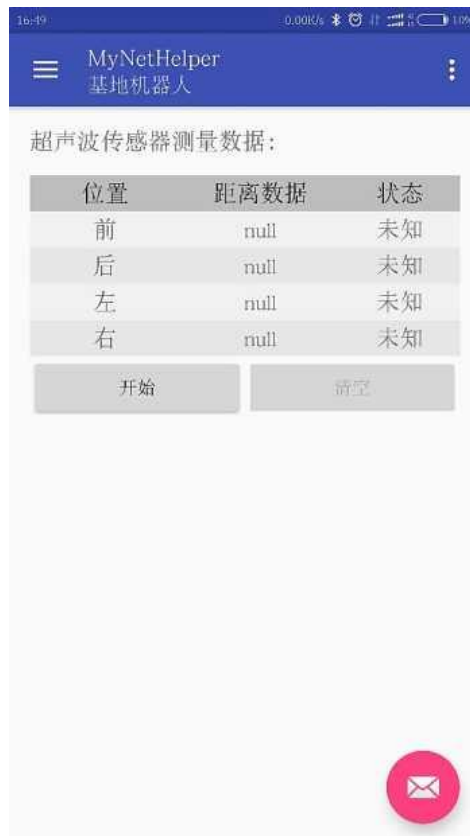 16:49 0.00K/s 10%
MyNetHelper
基地机器人
超声波传感器测量数据:
位置 距离数据 状态
前 null 未知
后 null 未知
左 null 未知
右 null 未知
开始 清空